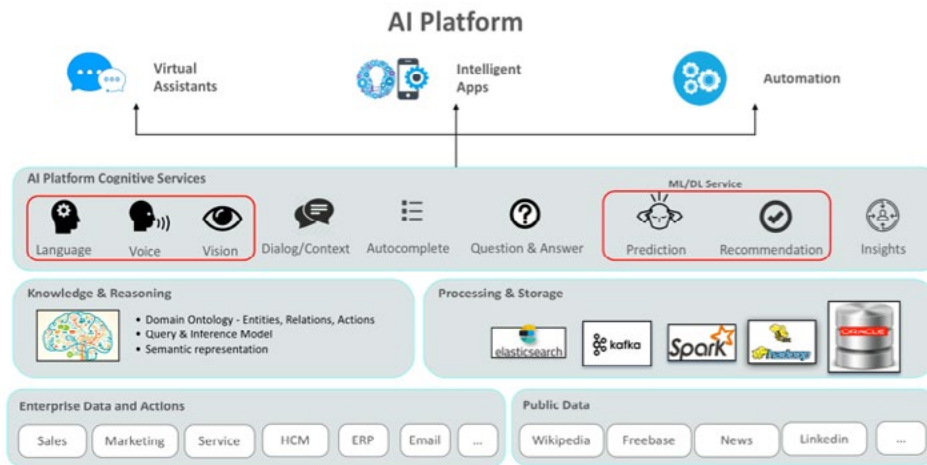 AI Platform
Virtual
Assistants
Intelligent
Apps
Automation
AI Platform Cognitive Services
ML/DL Service
Language
Voice
Vision
Dialog/Context
Autocomplete
Question & Answer
Prediction
Recommendation
Insights
Knowledge & Reasoning
• Domain Ontology - Entities, Relations, Actions
• Query & Inference Model
• Semantic representation
Processing & Storage
elasticsearch
kafka
Spark
hadoop
ORACLE
Enterprise Data and Actions
Sales
Marketing
Service
HCM
ERP
Email
...
Public Data
Wikipedia
Freebase
News
Linkedin
...